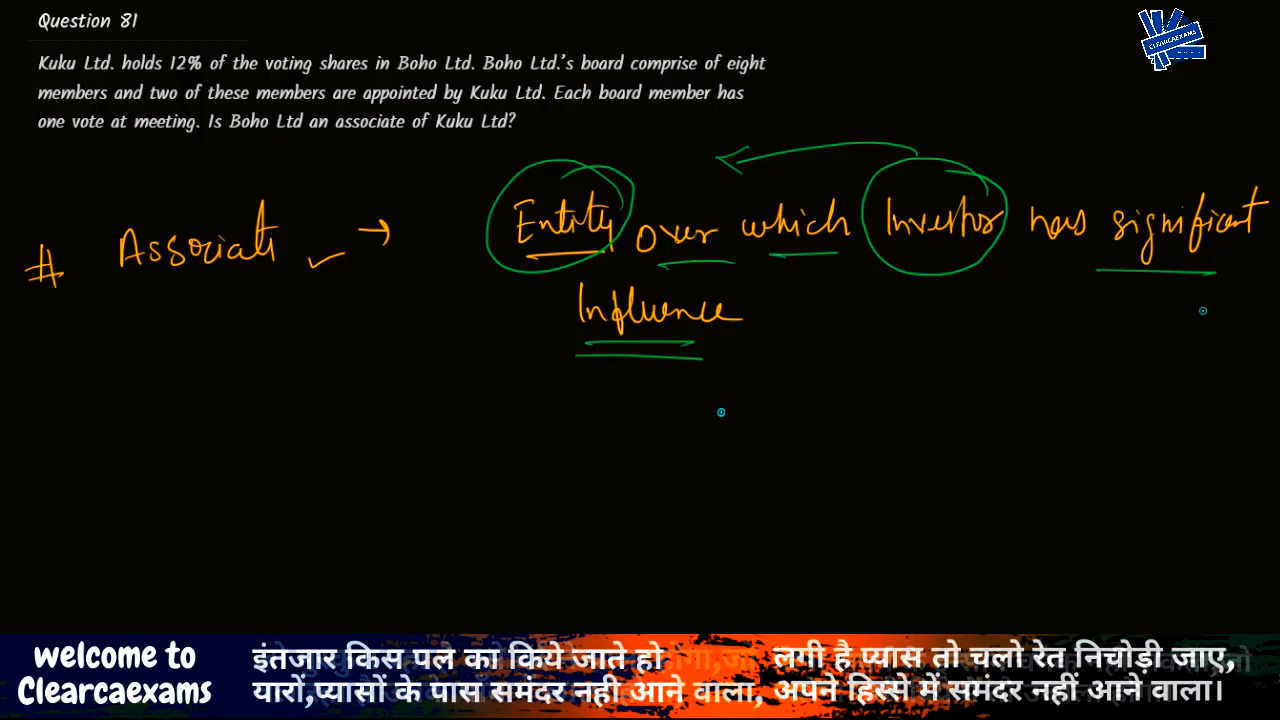 Question 81
CLEARCAEXAMS
Kuku Ltd. holds 12% of the voting shares in Boho Ltd. Boho Ltd.'s board comprise of eight
members and two of these members are appointed by Kuku Ltd. Each board member has
one vote at meeting. Is Boho Ltd an associate of Kuku Ltd?
# Associate → Entity over which Investor has significant
Influence
welcome to
Clearcaexams
इंतजार किस पले का किये जाते हो
यारों,प्यासों के पास समंदर नही आने वाला,
लगी है प्यास तो चलो रेत निचोड़ी जाए,
अपने हिस्से में समंदर नहीं आने वाला।